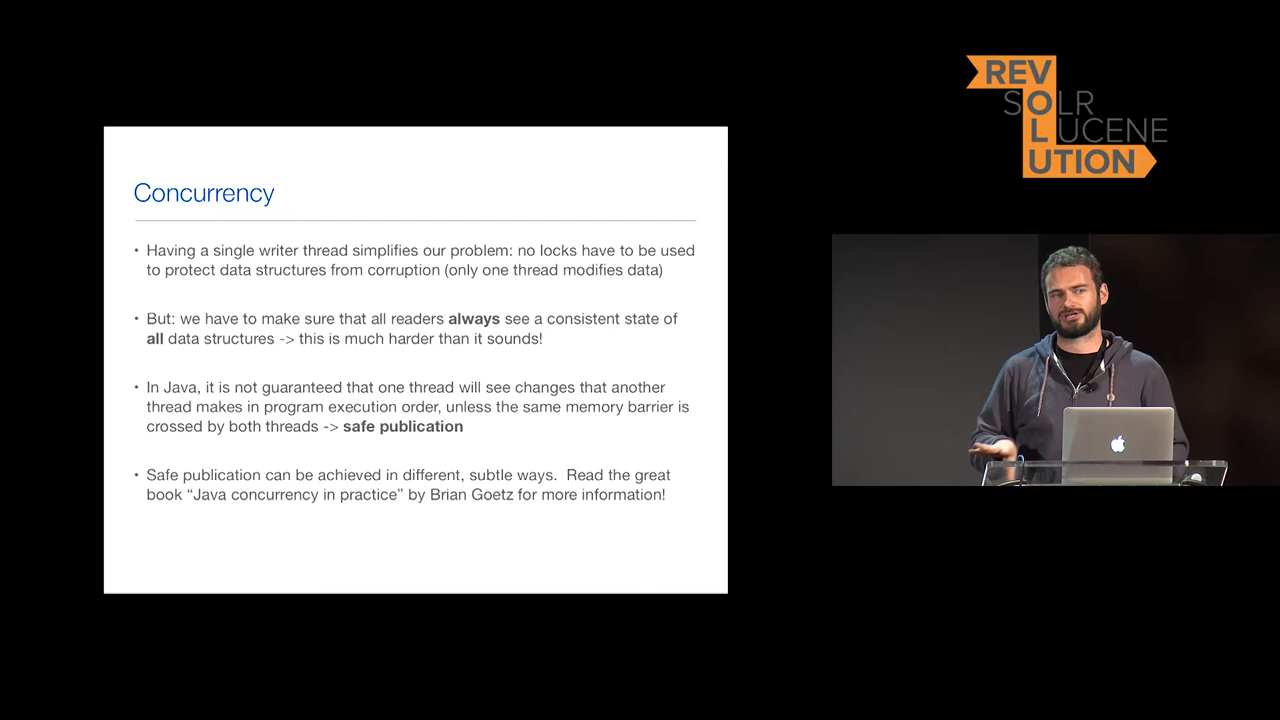 REV
SOLR
LUCENE
UTION
Concurrency
• Having a single writer thread simplifies our problem: no locks have to be used
to protect data structures from corruption (only one thread modifies data)
• But: we have to make sure that all readers always see a consistent state of
all data structures -> this is much harder than it sounds!
• In Java, it is not guaranteed that one thread will see changes that another
thread makes in program execution order, unless the same memory barrier is
crossed by both threads -> safe publication
• Safe publication can be achieved in different, subtle ways.  Read the great
book “Java concurrency in practice” by Brian Goetz for more information!